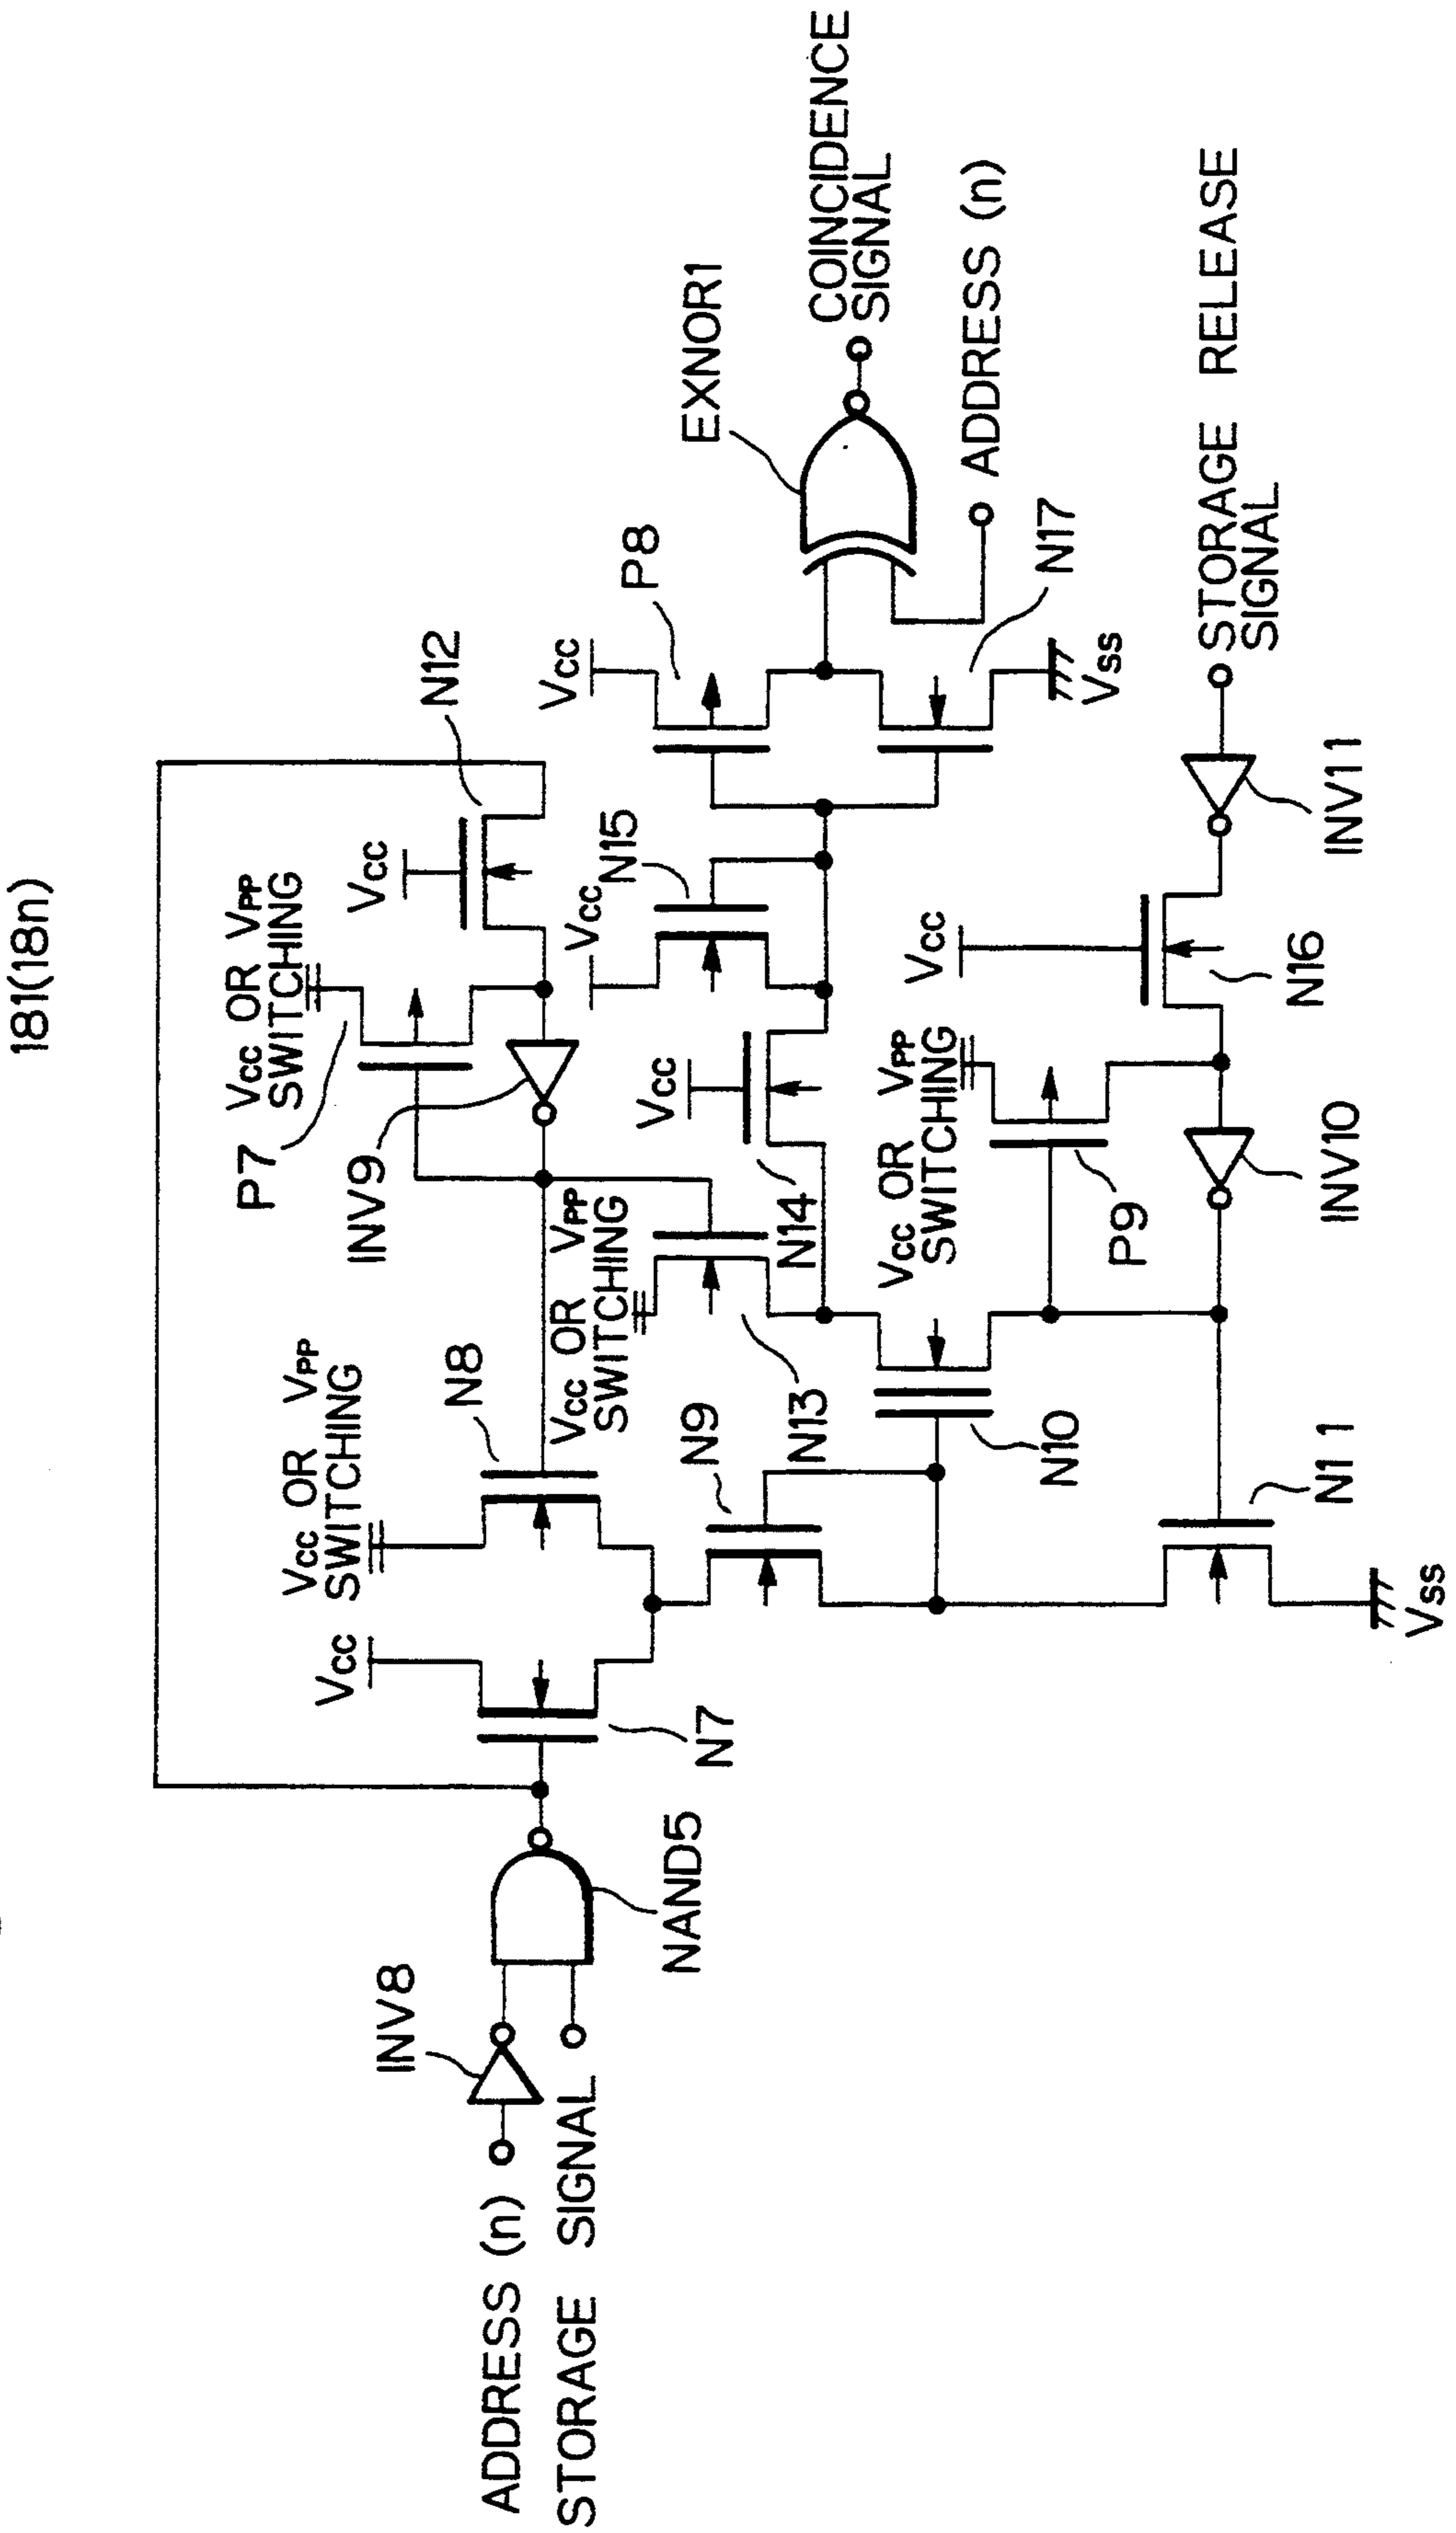 181(18n)
ADDRESS (n)
STORAGE SIGNAL
INV8
NAND5
Vcc
N7
Vcc OR VPP
SWITCHING
N8
N9
Vcc OR VPP
SWITCHING
N13
N10
N11
Vss
P7
Vcc OR VPP
SWITCHING
INV9
Vcc
N12
Vcc
N14
Vcc
N15
Vcc OR VPP
SWITCHING
P9
INV10
Vcc
N16
INV11
STORAGE RELEASE
SIGNAL
Vcc
P8
N17
Vss
EXNOR1
ADDRESS (n)
COINCIDENCE
SIGNAL